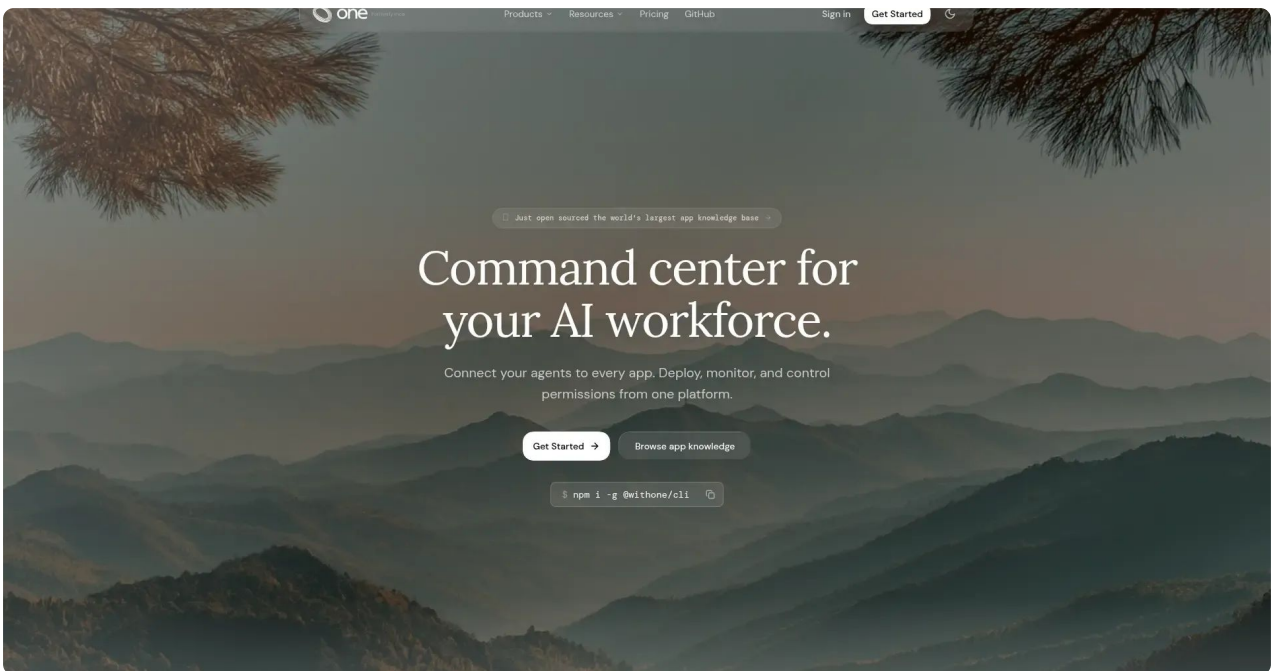 one
Products
Resources
Pricing
GitHub
Sign in
Get Started
Just open sourced the world's largest app knowledge base →
Command center for
your AI workforce.
Connect your agents to every app. Deploy, monitor, and control
permissions from one platform.
Get Started →
Browse app knowledge
$ npm i -g @withone/cli